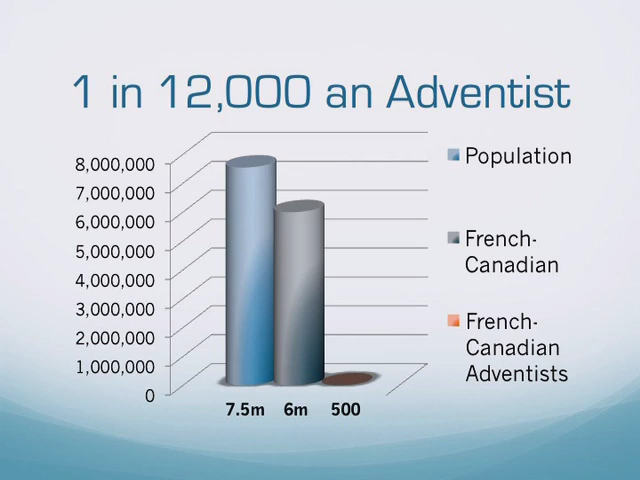 1 in 12,000 an Adventist
8,000,000
7,000,000
6,000,000
5,000,000
4,000,000
3,000,000
2,000,000
1,000,000
0
7.5m 6m 500
Population
French-
Canadian
French-
Canadian
Adventists